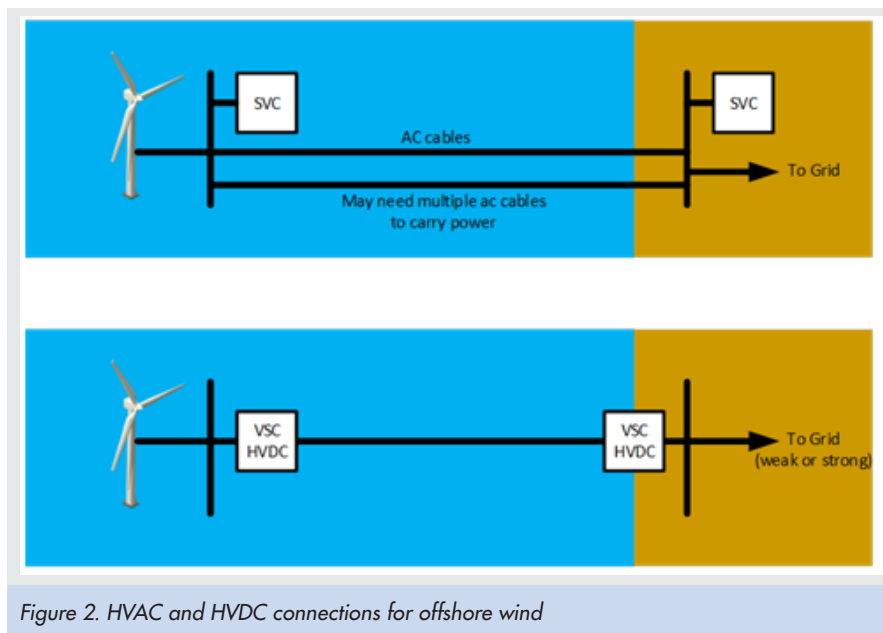 SVC
SVC
AC cables
To Grid
May need multiple ac cables
to carry power
VSC
HVDC
VSC
HVDC
To Grid
(weak or strong)
Figure 2. HVAC and HVDC connections for offshore wind